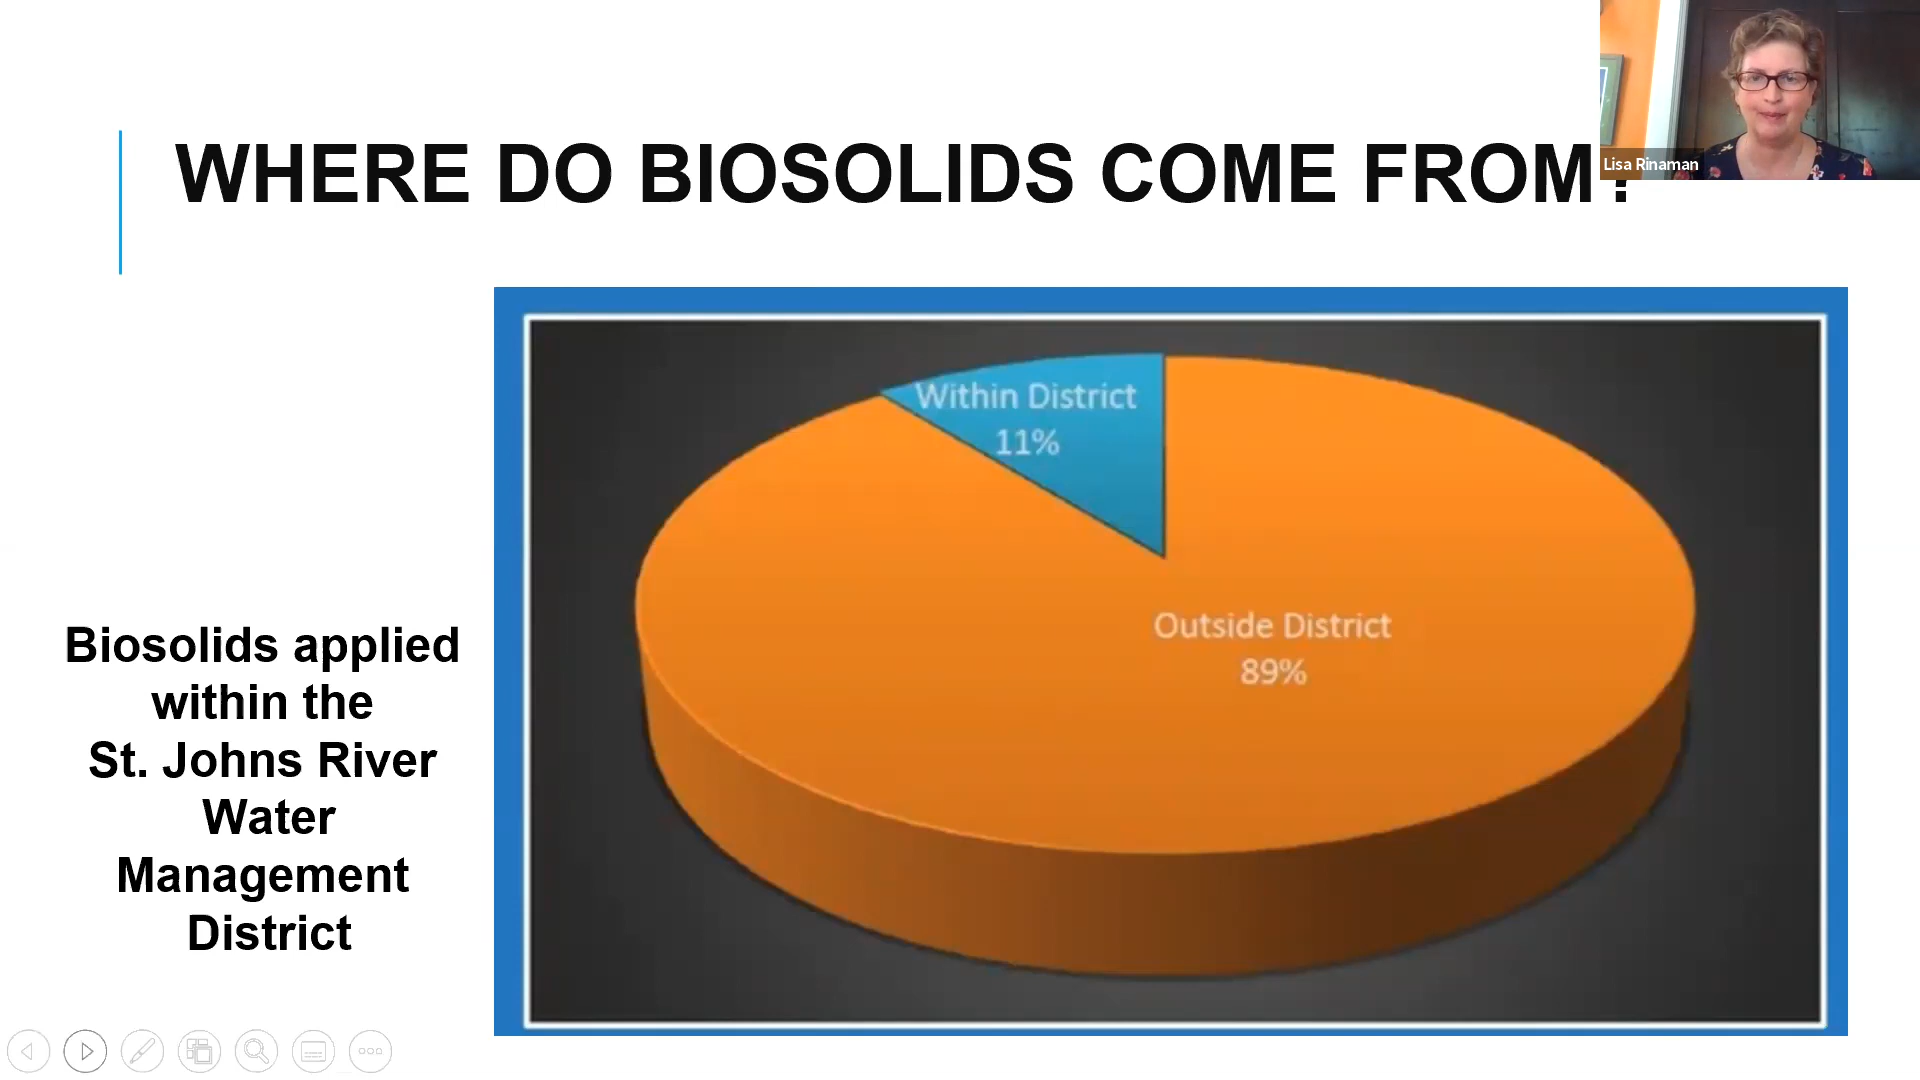 WHERE DO BIOSOLIDS COME FROM?
Lisa Rinaman
Within District
11%
Outside District
89%
Biosolids applied
within the
St. Johns River
Water
Management
District